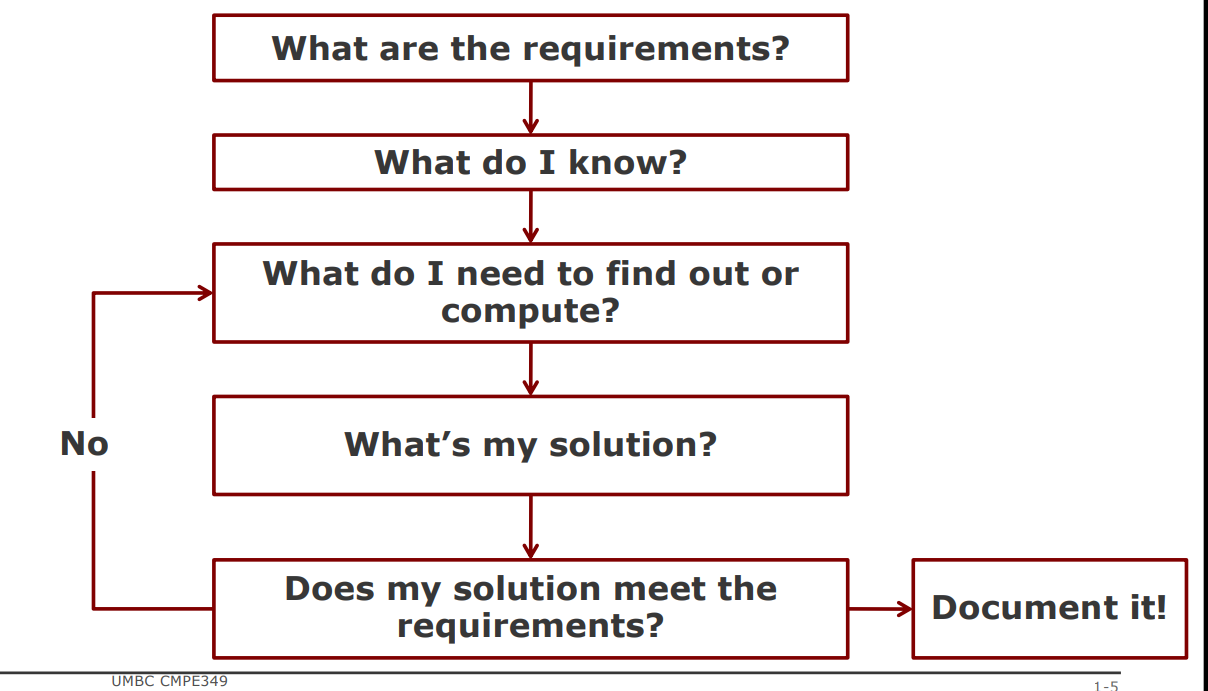 What are the requirements?
What do I know?
What do I need to find out or
compute?
No
What’s my solution?
Does my solution meet the
requirements?
Document it!
UMBC CMPE349
1-5